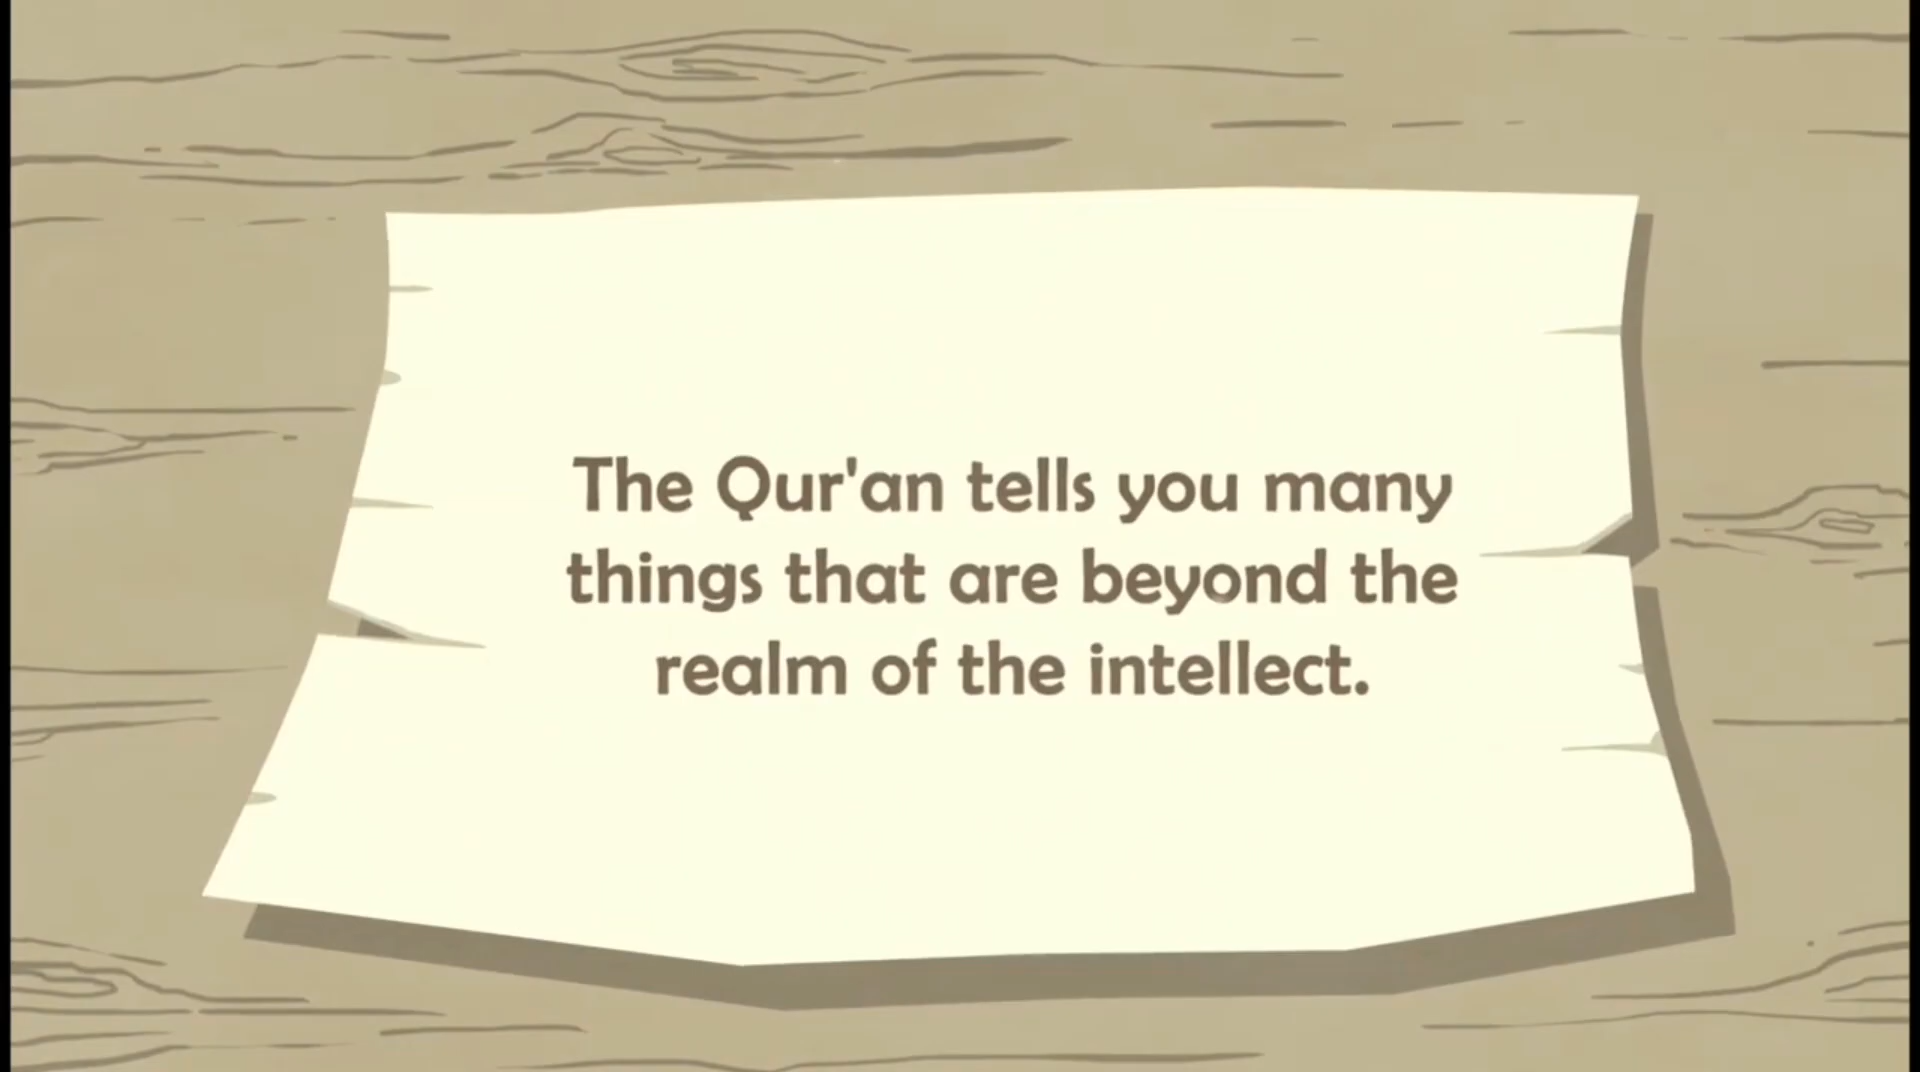 The Qur'an tells you many
things that are beyond the
realm of the intellect.